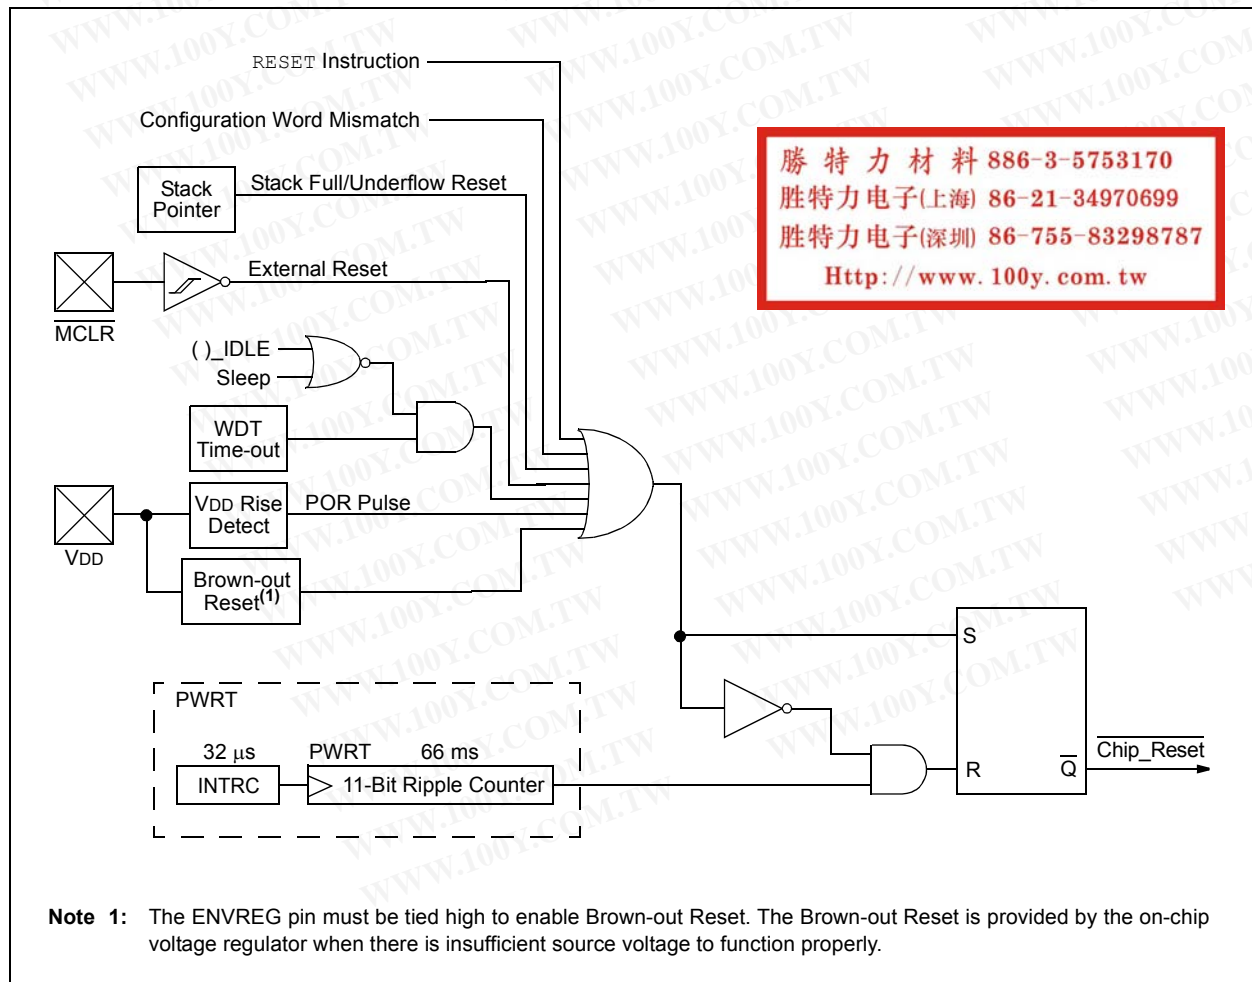 RESET Instruction
Configuration Word Mismatch
Stack
Pointer
Stack Full/Underflow Reset
External Reset
MCLR
( )_IDLE
Sleep
WDT
Time-out
VDD Rise
Detect
POR Pulse
VDD
Brown-out
Reset(1)
勝特力材料 886-3-5753170
胜特力电子(上海) 86-21-34970699
胜特力电子(深圳) 86-755-83298787
Http://www.100y.com.tw
S
R
Q
Chip_Reset
PWRT
32 μs
PWRT
66 ms
INTRC
11-Bit Ripple Counter
Note 1: The ENVREG pin must be tied high to enable Brown-out Reset. The Brown-out Reset is provided by the on-chip
voltage regulator when there is insufficient source voltage to function properly.
WWW.100Y.COM.TW